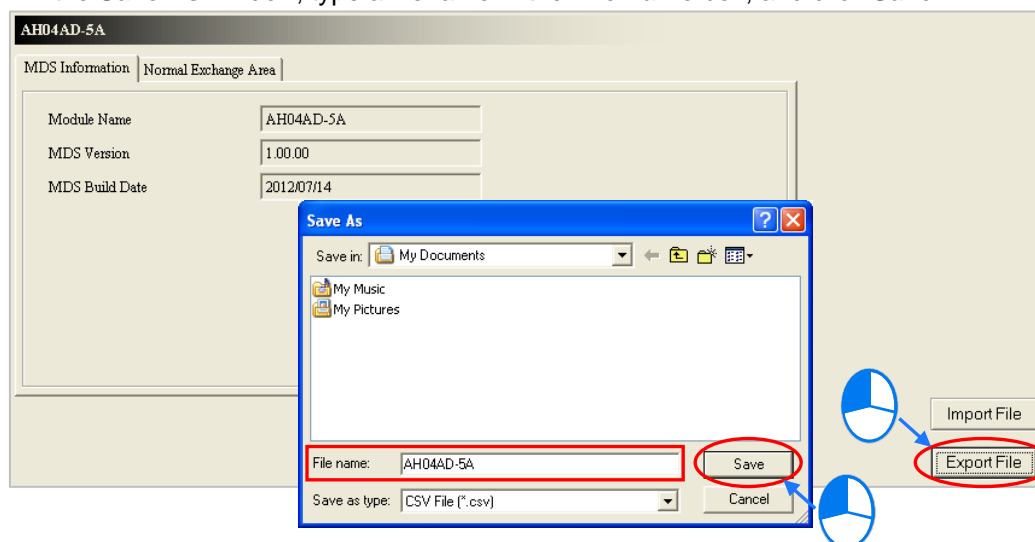 AH04AD-5A
MDS Information Normal Exchange Area
Module Name AH04AD-5A
MDS Version 1.00.00
MDS Build Date 2012/07/14
Save As
Save in: My Documents
My Music
My Pictures
Import File
File name: AH04AD-5A Save
Export File
Save as type: CSV File (*.csv) Cancel